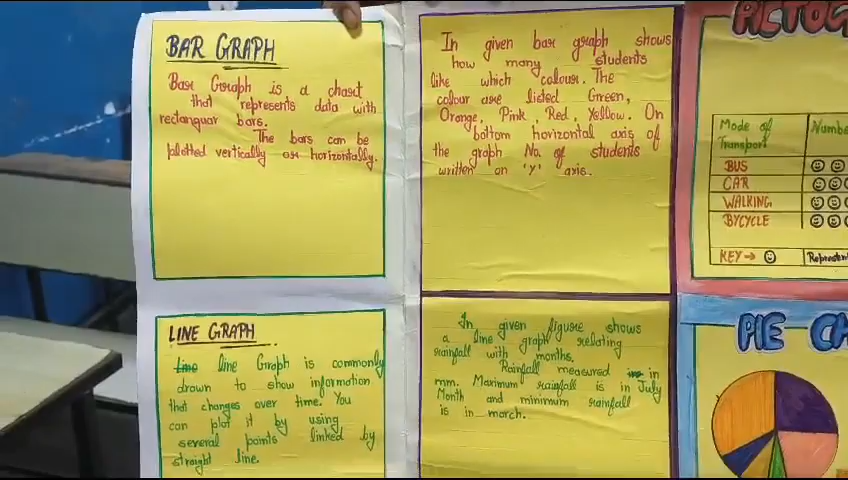 BAR GRAPH
Bar Graph is a chart
that represents data with
rectangular bars.
The bars can be
plotted vertically or horizontally.
In given bar graph shows
how many students
like which colour. The
colour are listed Green,
Orange, Pink, Red, Yellow. On
bottom horizontal axis of
the graph No. of students
written on 'y' axis.
LINE GRAPH
line Graph is commonly
drawn to show information
that changes over time. You
can plot it by using
several points linked by
straight line.
In given figure shows
a line graph relating
rainfall with months.
Rainfall measured in
mm. Maximum rainfall is in July
Month and minimum rainfall
is in march.
PICTOG
Mode of Transport
Number
BUS
CAR
WALKING
BYCYCLE
KEY→
Represent
PIE CH